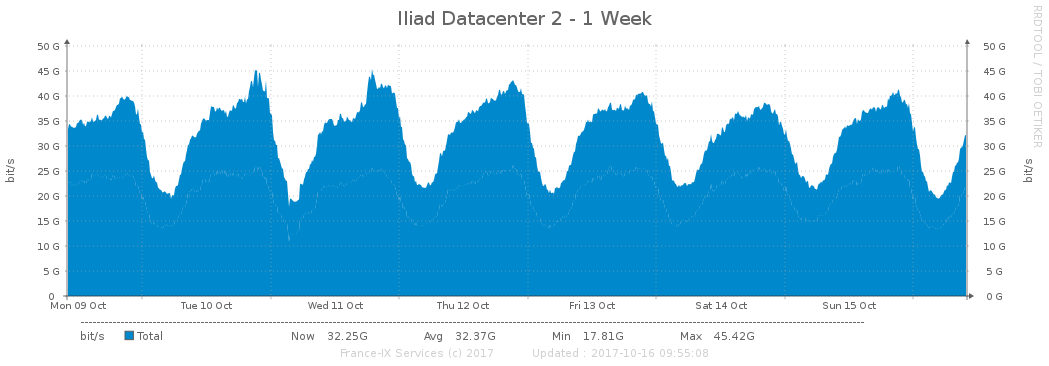 Iliad Datacenter 2 - 1 Week
RRDTOOL / TOBI OETIKER
50 G 50 G
45 G 45 G
40 G 40 G
35 G 35 G
30 G 30 G
25 G 25 G
20 G 20 G
15 G 15 G
10 G 10 G
5 G 5 G
0 0 G
bit/s bit/s
Mon 09 Oct Tue 10 Oct Wed 11 Oct Thu 12 Oct Fri 13 Oct Sat 14 Oct Sun 15 Oct
bit/s Total Now 32.25G Avg 32.37G Min 17.81G Max 45.42G
France-IX Services (c) 2017 Updated : 2017-10-16 09:55:08